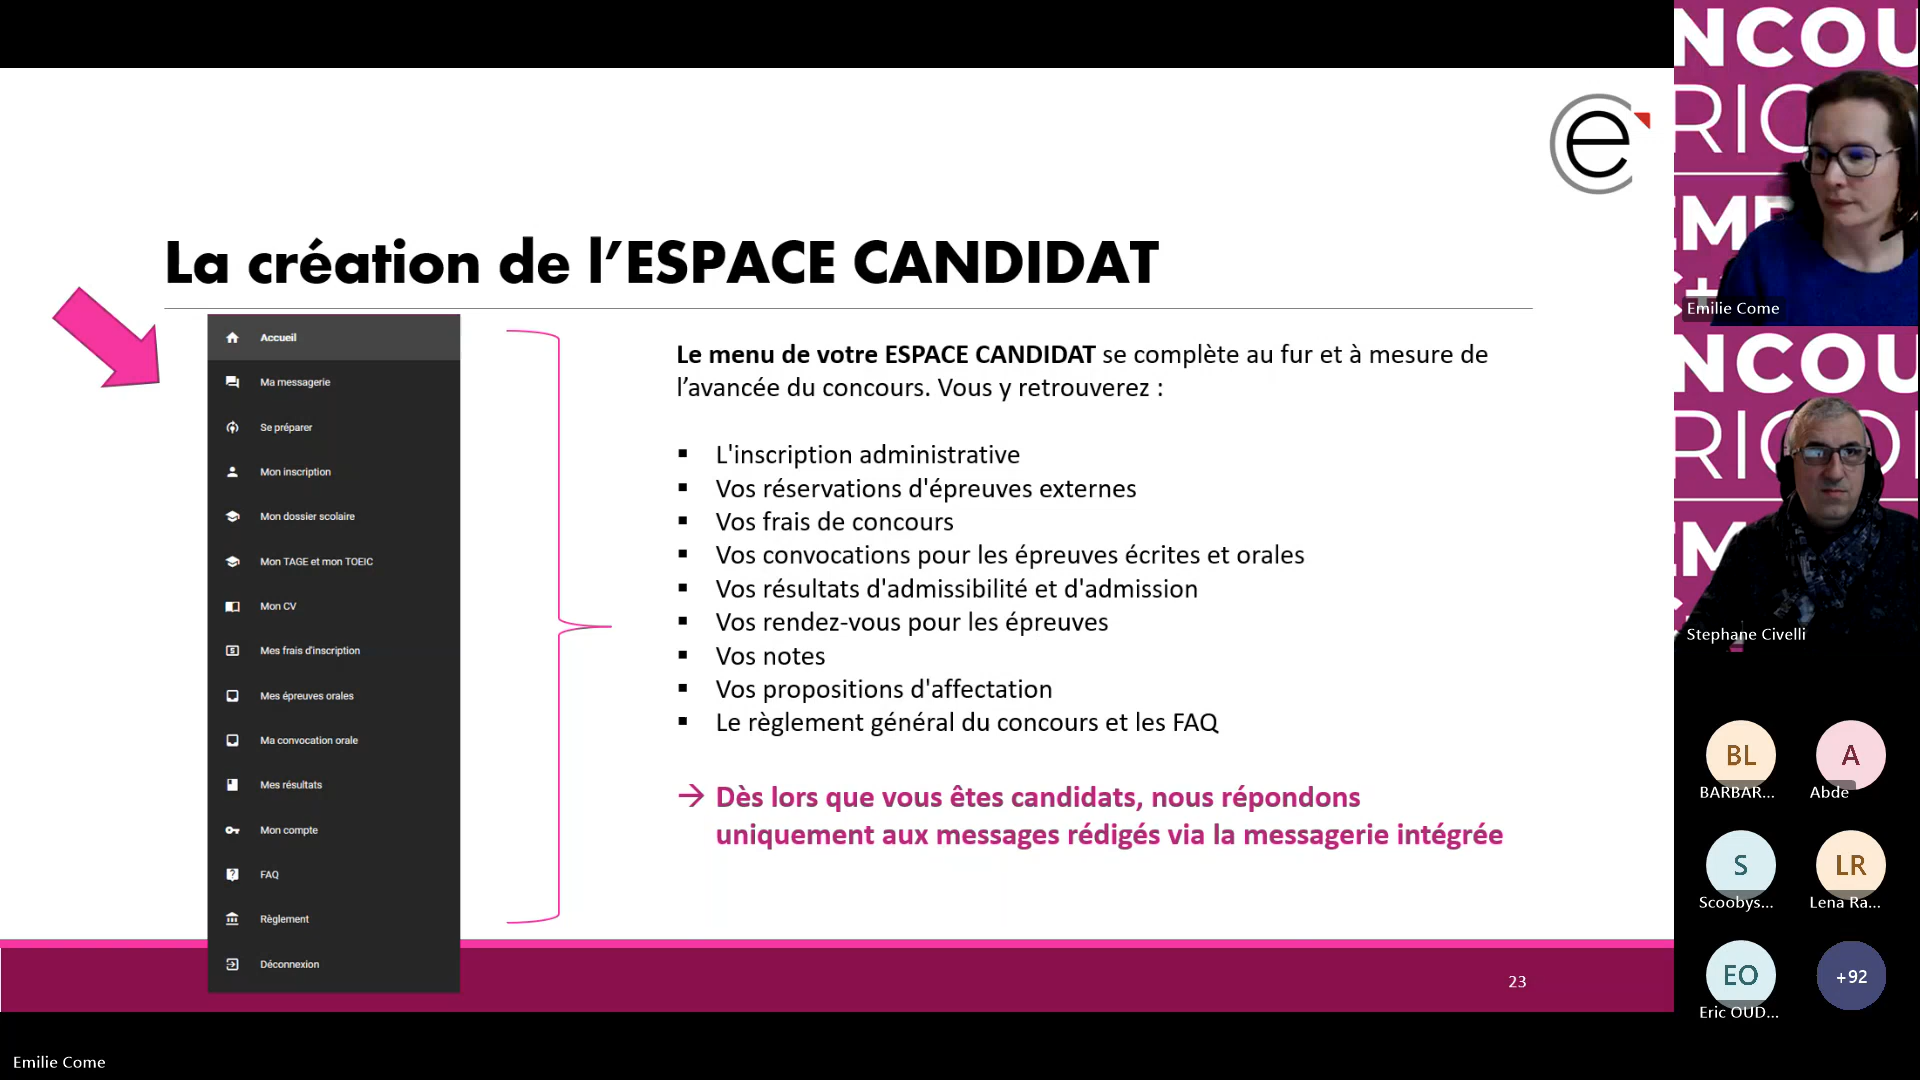 La création de l’ESPACE CANDIDAT
Accueil
Ma messagerie
Se préparer
Mon inscription
Mon dossier scolaire
Mon TAGE et mon TOEIC
Mon CV
Mes frais d'inscription
Mes épreuves orales
Ma convocation orale
Mes résultats
Mon compte
FAQ
Règlement
Déconnexion
Le menu de votre ESPACE CANDIDAT se complète au fur et à mesure de
l’avancée du concours. Vous y retrouverez :
▪ L'inscription administrative
▪ Vos réservations d'épreuves externes
▪ Vos frais de concours
▪ Vos convocations pour les épreuves écrites et orales
▪ Vos résultats d'admissibilité et d'admission
▪ Vos rendez-vous pour les épreuves
▪ Vos notes
▪ Vos propositions d'affectation
▪ Le règlement général du concours et les FAQ
→ Dès lors que vous êtes candidats, nous répondons
uniquement aux messages rédigés via la messagerie intégrée
23
NCOU
RIC
EMP
Emilie Come
NCOU
RIC
EM
Stephane Civelli
BL
BARBAR...
A
Abde
S
Scoobys...
LR
Lena Ra...
EO
Eric OUD...
+92
Emilie Come